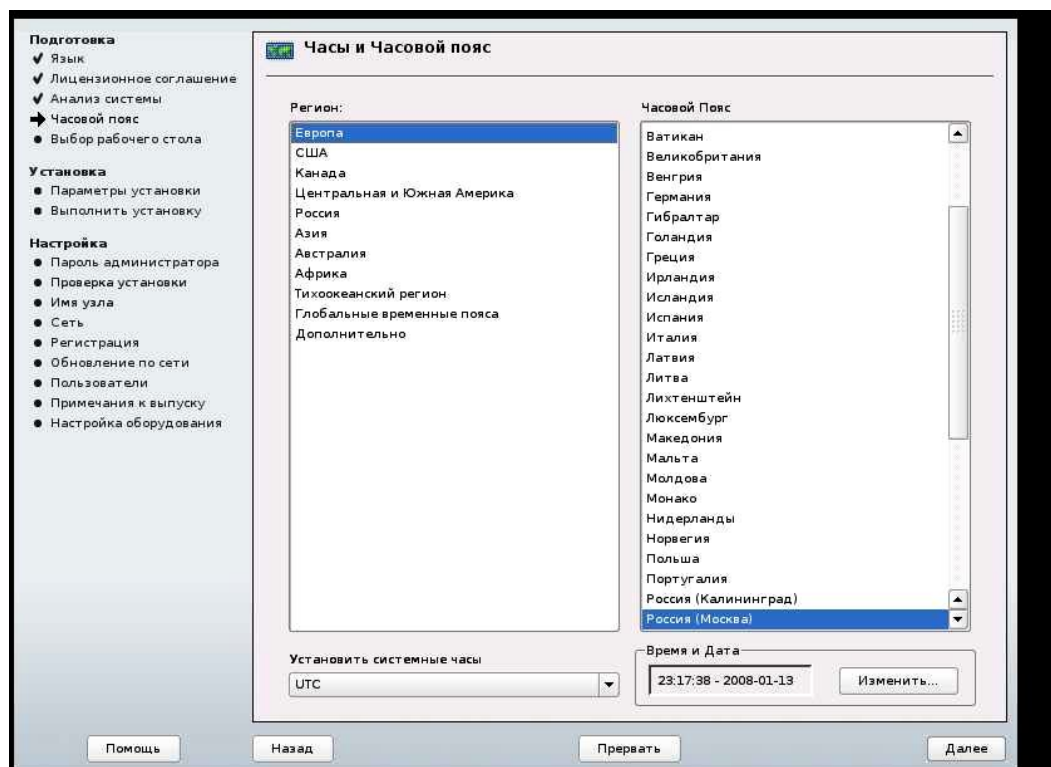 Подготовка
Язык
Лицензионное соглашение
Анализ системы
Часовой пояс
Выбор рабочего стола
Установка
Параметры установки
Выполнить установку
Настройка
Пароль администратора
Проверка установки
Имя узла
Сеть
Регистрация
Обновление по сети
Пользователи
Примечания к выпуску
Настройка оборудования
Часы и Часовой пояс
Регион:
Европа
США
Канада
Центральная и Южная Америка
Россия
Азия
Австралия
Африка
Тихоокеанский регион
Глобальные временные пояса
Дополнительно
Часовой Пояс
Ватикан
Великобритания
Венгрия
Германия
Гибралтар
Голандия
Греция
Ирландия
Исландия
Испания
Италия
Латвия
Литва
Лихтенштейн
Люксембург
Македония
Мальта
Молдова
Монако
Нидерланды
Норвегия
Польша
Португалия
Россия (Калининград)
Россия (Москва)
Установить системные часы
UTC
Время и Дата
23:17:38 - 2008-01-13
Изменить...
Помощь
Назад
Прервать
Далее